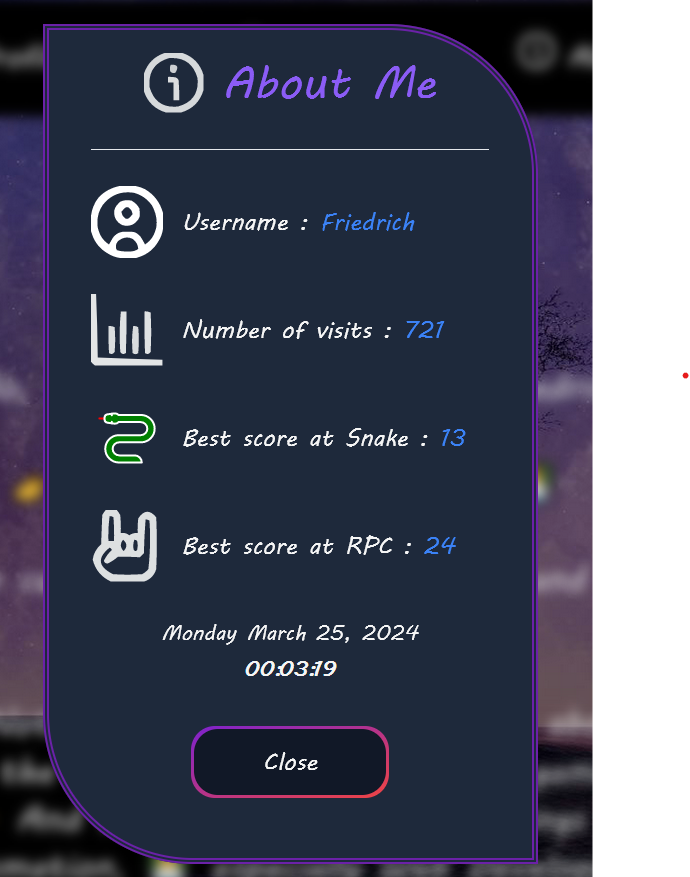 About Me
Username : Friedrich
Number of visits : 721
Best score at Snake : 13
Best score at RPC : 24
Monday March 25, 2024
00:03:19
Close